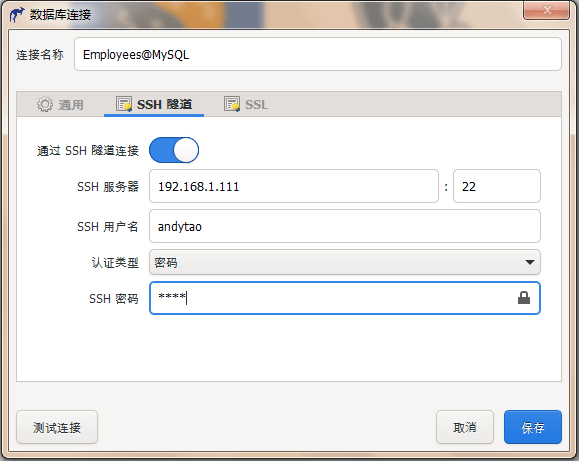 数据库连接
连接名称 Employees@MySQL
通用 SSH 隧道 SSL
通过 SSH 隧道连接
SSH 服务器 192.168.1.111 : 22
SSH 用户名 andytao
认证类型 密码
SSH 密码 ****
测试连接 取消 保存